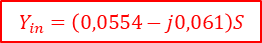 Y_in = (0,0554 − j0,061)S